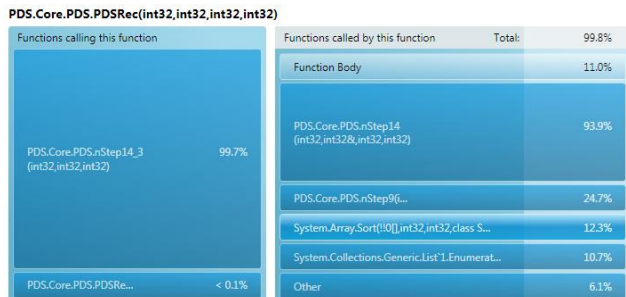 PDS.Core.PDS.PDSRec(int32,int32,int32,int32)
Functions calling this function
PDS.Core.PDS.nStep14_3 99.7%
(int32,int32,int32)
PDS.Core.PDS.PDSRe... < 0.1%
Functions called by this function Total: 99.8%
Function Body 11.0%
PDS.Core.PDS.nStep14 93.9%
(int32,int32&,int32,int32)
PDS.Core.PDS.nStep9(i... 24.7%
System.Array.Sort(!!0[],int32,int32,class S... 12.3%
System.Collections.Generic.List`1.Enumerat... 10.7%
Other 6.1%